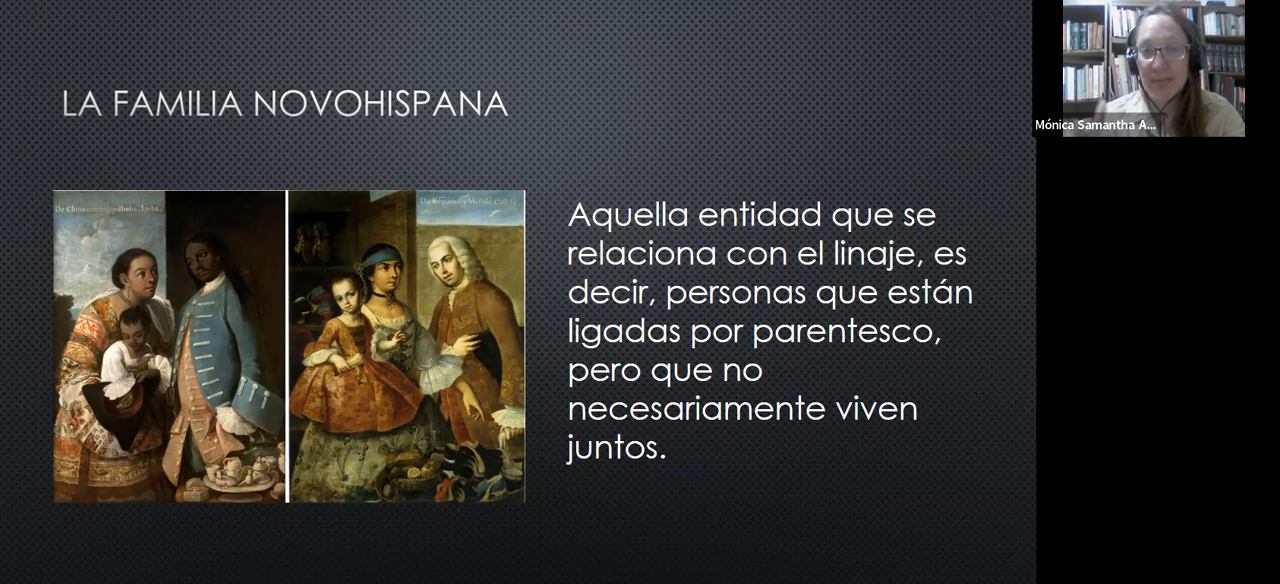 LA FAMILIA NOVOHISPANA
Aquella entidad que se
relaciona con el linaje, es
decir, personas que están
ligadas por parentesco,
pero que no
necesariamente viven
juntos.
Mónica Samantha A...